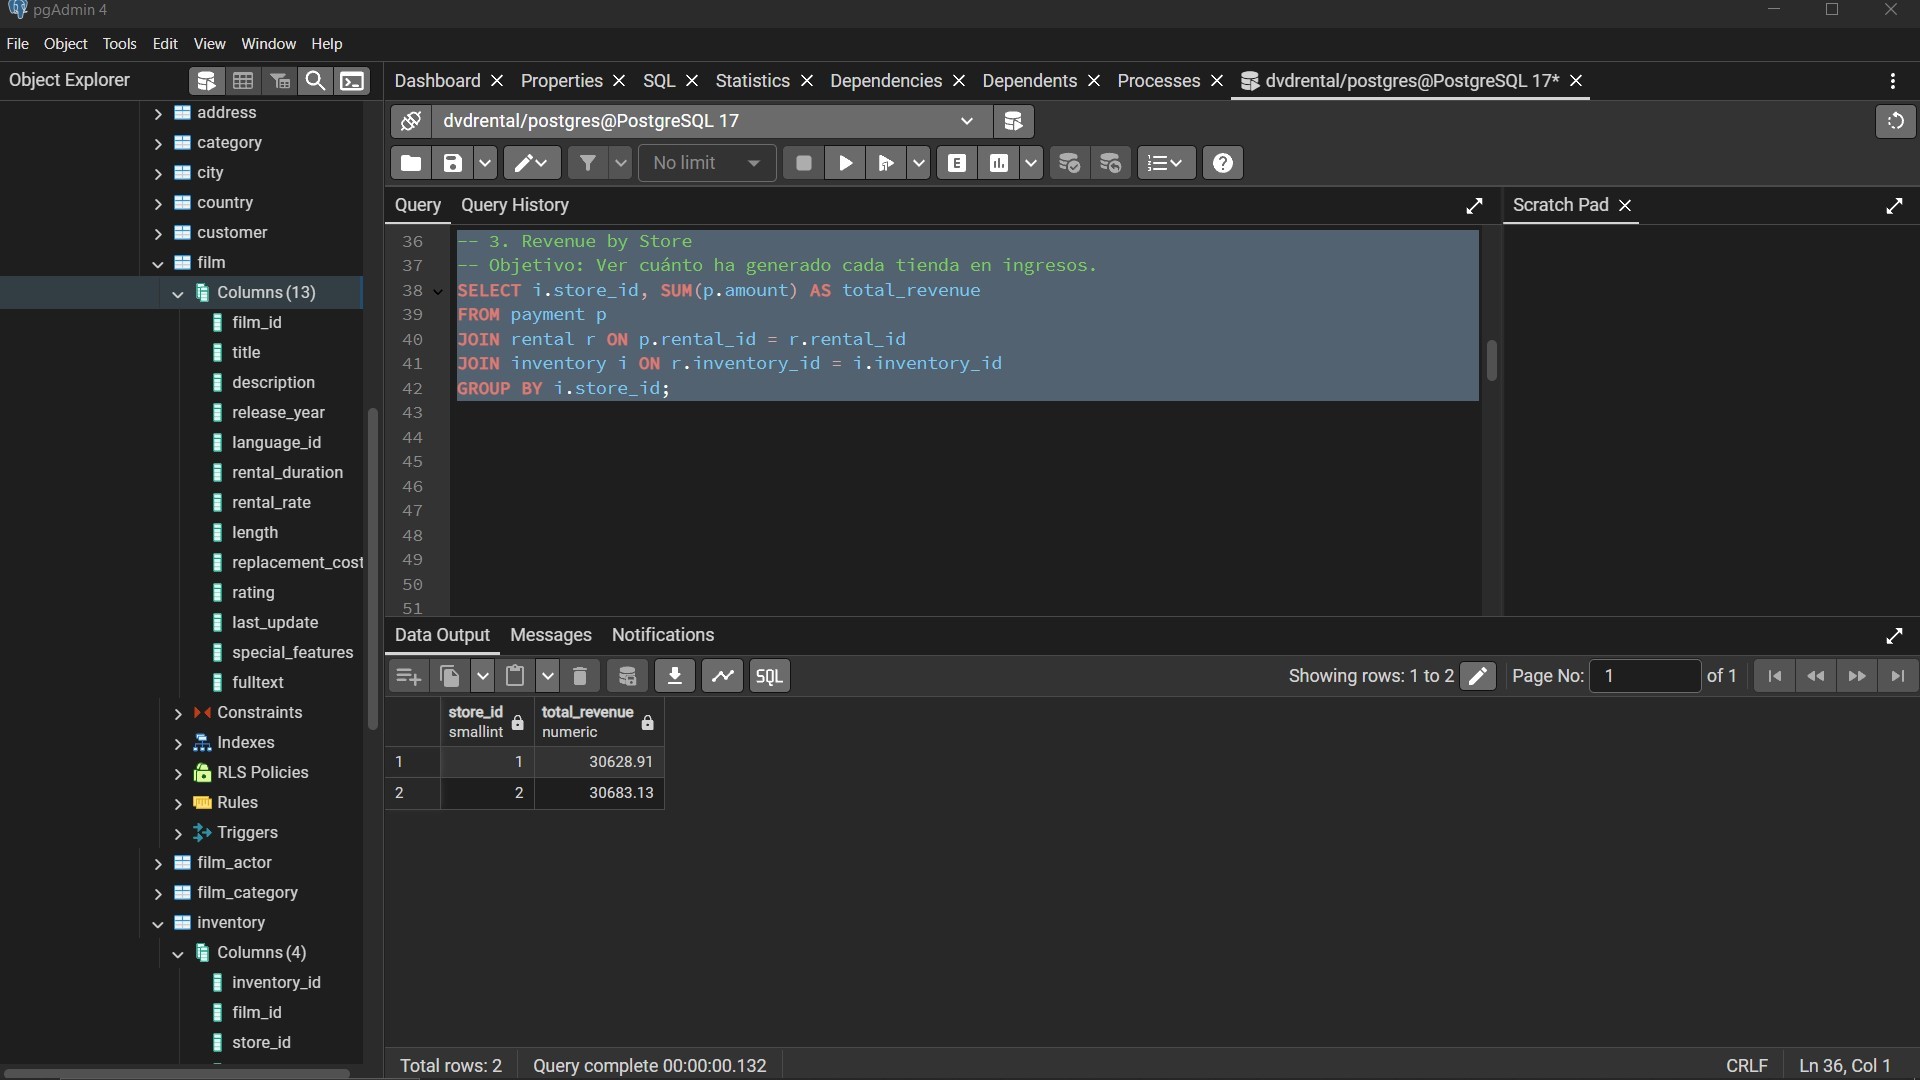 pgAdmin 4
File Object Tools Edit View Window Help
Object Explorer
Dashboard Properties SQL Statistics Dependencies Dependents Processes dvdrental/postgres@PostgreSQL 17*
dvdrental/postgres@PostgreSQL 17
No limit
E
Query Query History
Scratch Pad
address
category
city
country
customer
film
Columns (13)
film_id
title
description
release_year
language_id
rental_duration
rental_rate
length
replacement_cost
rating
last_update
special_features
fulltext
Constraints
Indexes
RLS Policies
Rules
Triggers
film_actor
film_category
inventory
Columns (4)
inventory_id
film_id
store_id
36 -- 3. Revenue by Store
37 -- Objetivo: Ver cuánto ha generado cada tienda en ingresos.
38 SELECT i.store_id, SUM(p.amount) AS total_revenue
39 FROM payment p
40 JOIN rental r ON p.rental_id = r.rental_id
41 JOIN inventory i ON r.inventory_id = i.inventory_id
42 GROUP BY i.store_id;
43
44
45
46
47
48
49
50
51
Data Output Messages Notifications
SQL
Showing rows: 1 to 2 Page No: 1 of 1
store_id total_revenue
smallint numeric
1 1 30628.91
2 2 30683.13
Total rows: 2 Query complete 00:00:00.132 CRLF Ln 36, Col 1